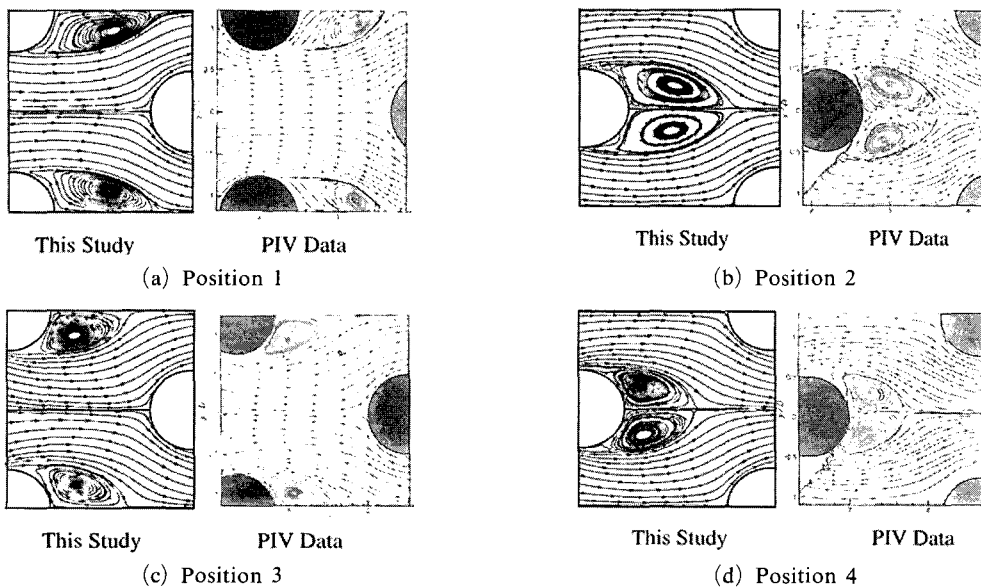 This Study PIV Data
(a) Position 1
This Study PIV Data
(b) Position 2
This Study PIV Data
(c) Position 3
This Study PIV Data
(d) Position 4